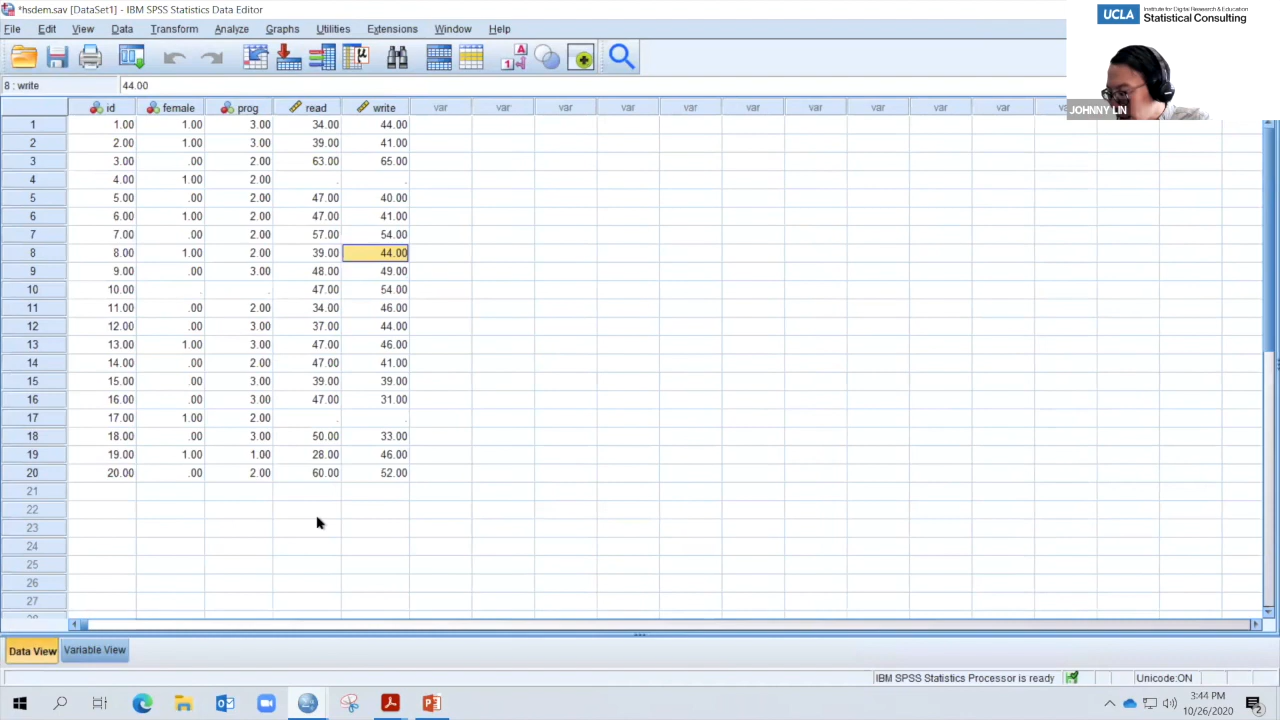 *hsdem.sav [DataSet1] - IBM SPSS Statistics Data Editor
UCLA Institute for Digital Research & Education
Statistical Consulting
File Edit View Data Transform Analyze Graphs Utilities Extensions Window Help
8 : write 44.00
JOHNNY LIN
id female prog read write var var var var var var var var var var
1 1.00 1.00 3.00 34.00 44.00
2 2.00 1.00 3.00 39.00 41.00
3 3.00 .00 2.00 63.00 65.00
4 4.00 1.00 2.00 . .
5 5.00 .00 2.00 47.00 40.00
6 6.00 1.00 2.00 47.00 41.00
7 7.00 .00 2.00 57.00 54.00
8 8.00 1.00 2.00 39.00 44.00
9 9.00 .00 3.00 48.00 49.00
10 10.00 . . 47.00 54.00
11 11.00 .00 2.00 34.00 46.00
12 12.00 .00 3.00 37.00 44.00
13 13.00 1.00 3.00 47.00 46.00
14 14.00 .00 2.00 47.00 41.00
15 15.00 .00 3.00 39.00 39.00
16 16.00 .00 3.00 47.00 31.00
17 17.00 1.00 2.00 . .
18 18.00 .00 3.00 50.00 33.00
19 19.00 1.00 1.00 28.00 46.00
20 20.00 .00 2.00 60.00 52.00
21
22
23
24
25
26
27
Data View Variable View
IBM SPSS Statistics Processor is ready Unicode:ON
3:44 PM
10/26/2020 2